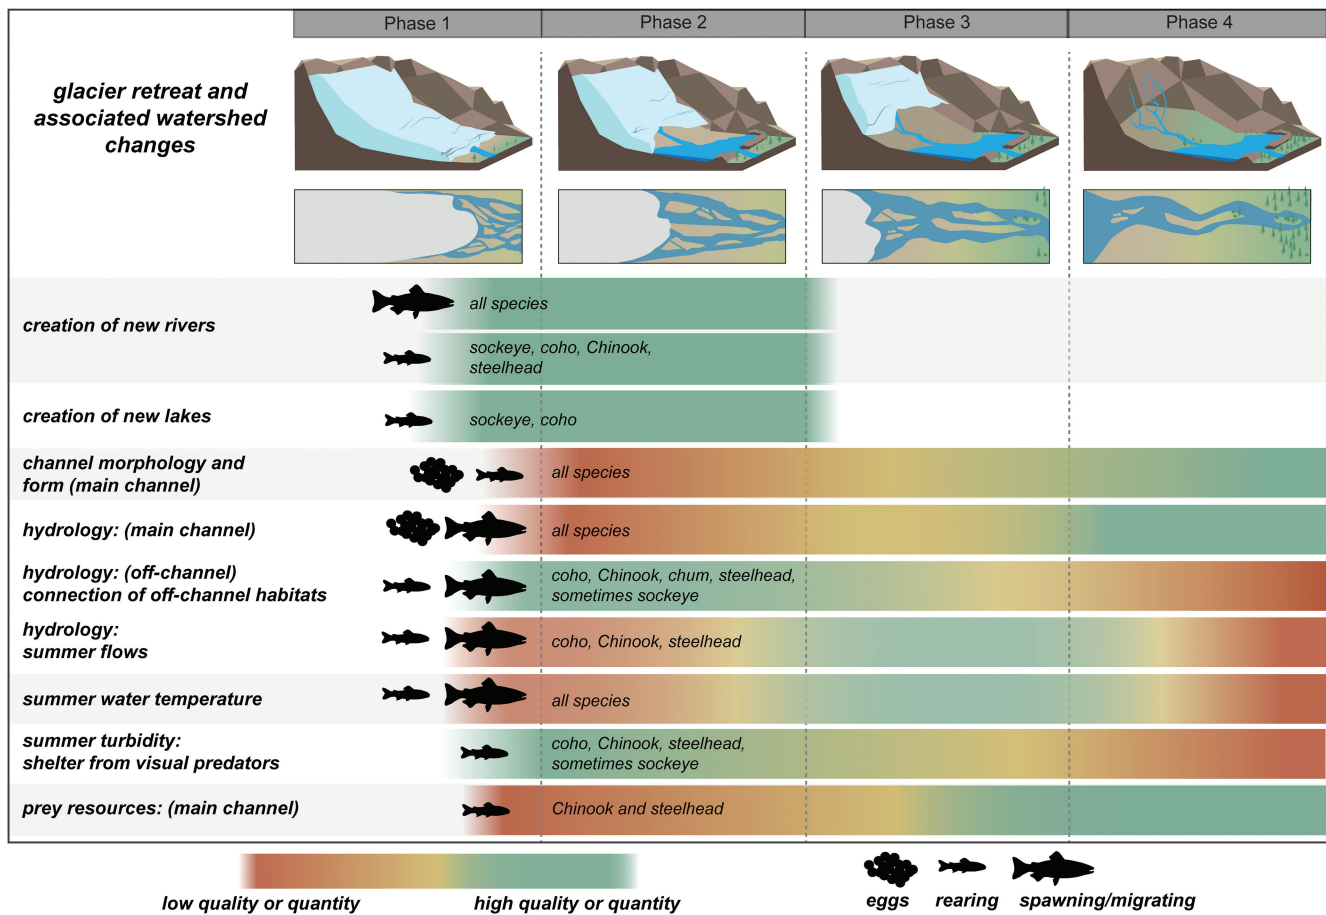 Phase 1
Phase 2
Phase 3
Phase 4
glacier retreat and
associated watershed
changes
creation of new rivers
all species
sockeye, coho, Chinook,
steelhead
creation of new lakes
sockeye, coho
channel morphology and
form (main channel)
all species
hydrology: (main channel)
all species
hydrology: (off-channel)
connection of off-channel habitats
coho, Chinook, chum, steelhead,
sometimes sockeye
hydrology:
summer flows
coho, Chinook, steelhead
summer water temperature
all species
summer turbidity:
shelter from visual predators
coho, Chinook, steelhead,
sometimes sockeye
prey resources: (main channel)
Chinook and steelhead
low quality or quantity
high quality or quantity
eggs
rearing
spawning/migrating